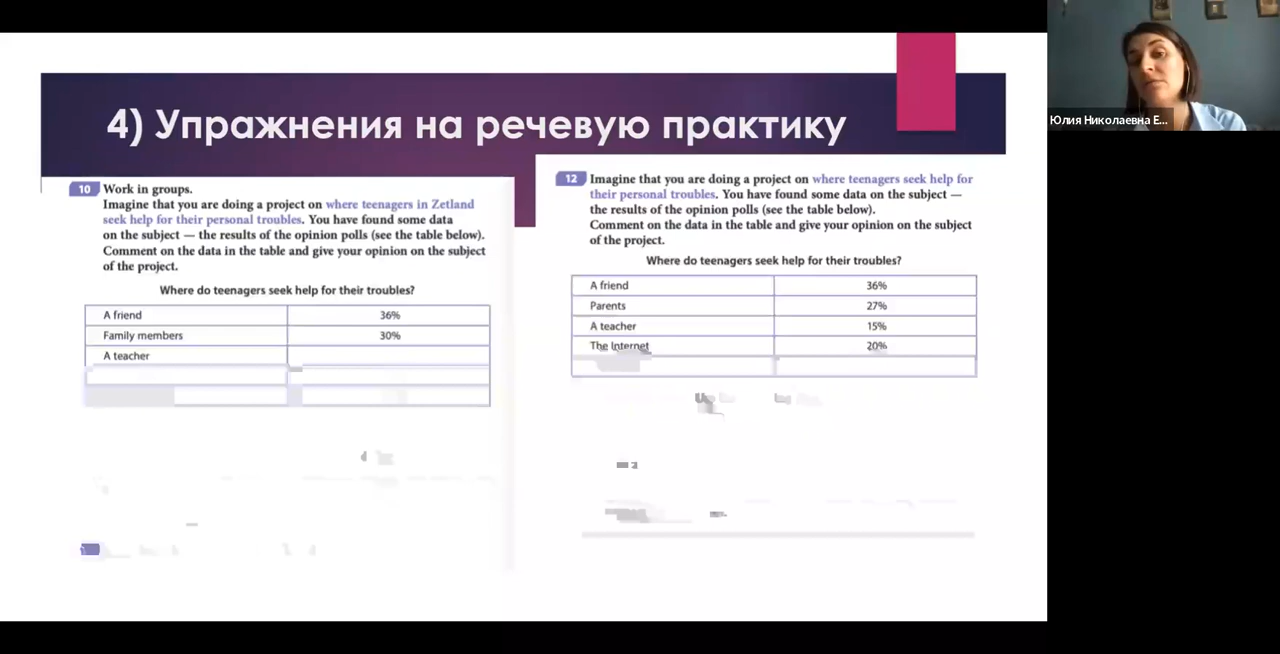 4) Упражнения на речевую практику
10 Work in groups.
Imagine that you are doing a project on where teenagers in Zetland
seek help for their personal troubles. You have found some data
on the subject — the results of the opinion polls (see the table below).
Comment on the data in the table and give your opinion on the subject
of the project.
Where do teenagers seek help for their troubles?
A friend 36%
Family members 30%
A teacher
12 Imagine that you are doing a project on where teenagers seek help for
their personal troubles. You have found some data on the subject —
the results of the opinion polls (see the table below).
Comment on the data in the table and give your opinion on the subject
of the project.
Where do teenagers seek help for their troubles?
A friend 36%
Parents 27%
A teacher 15%
The Internet 20%
Юлия Николаевна Е...